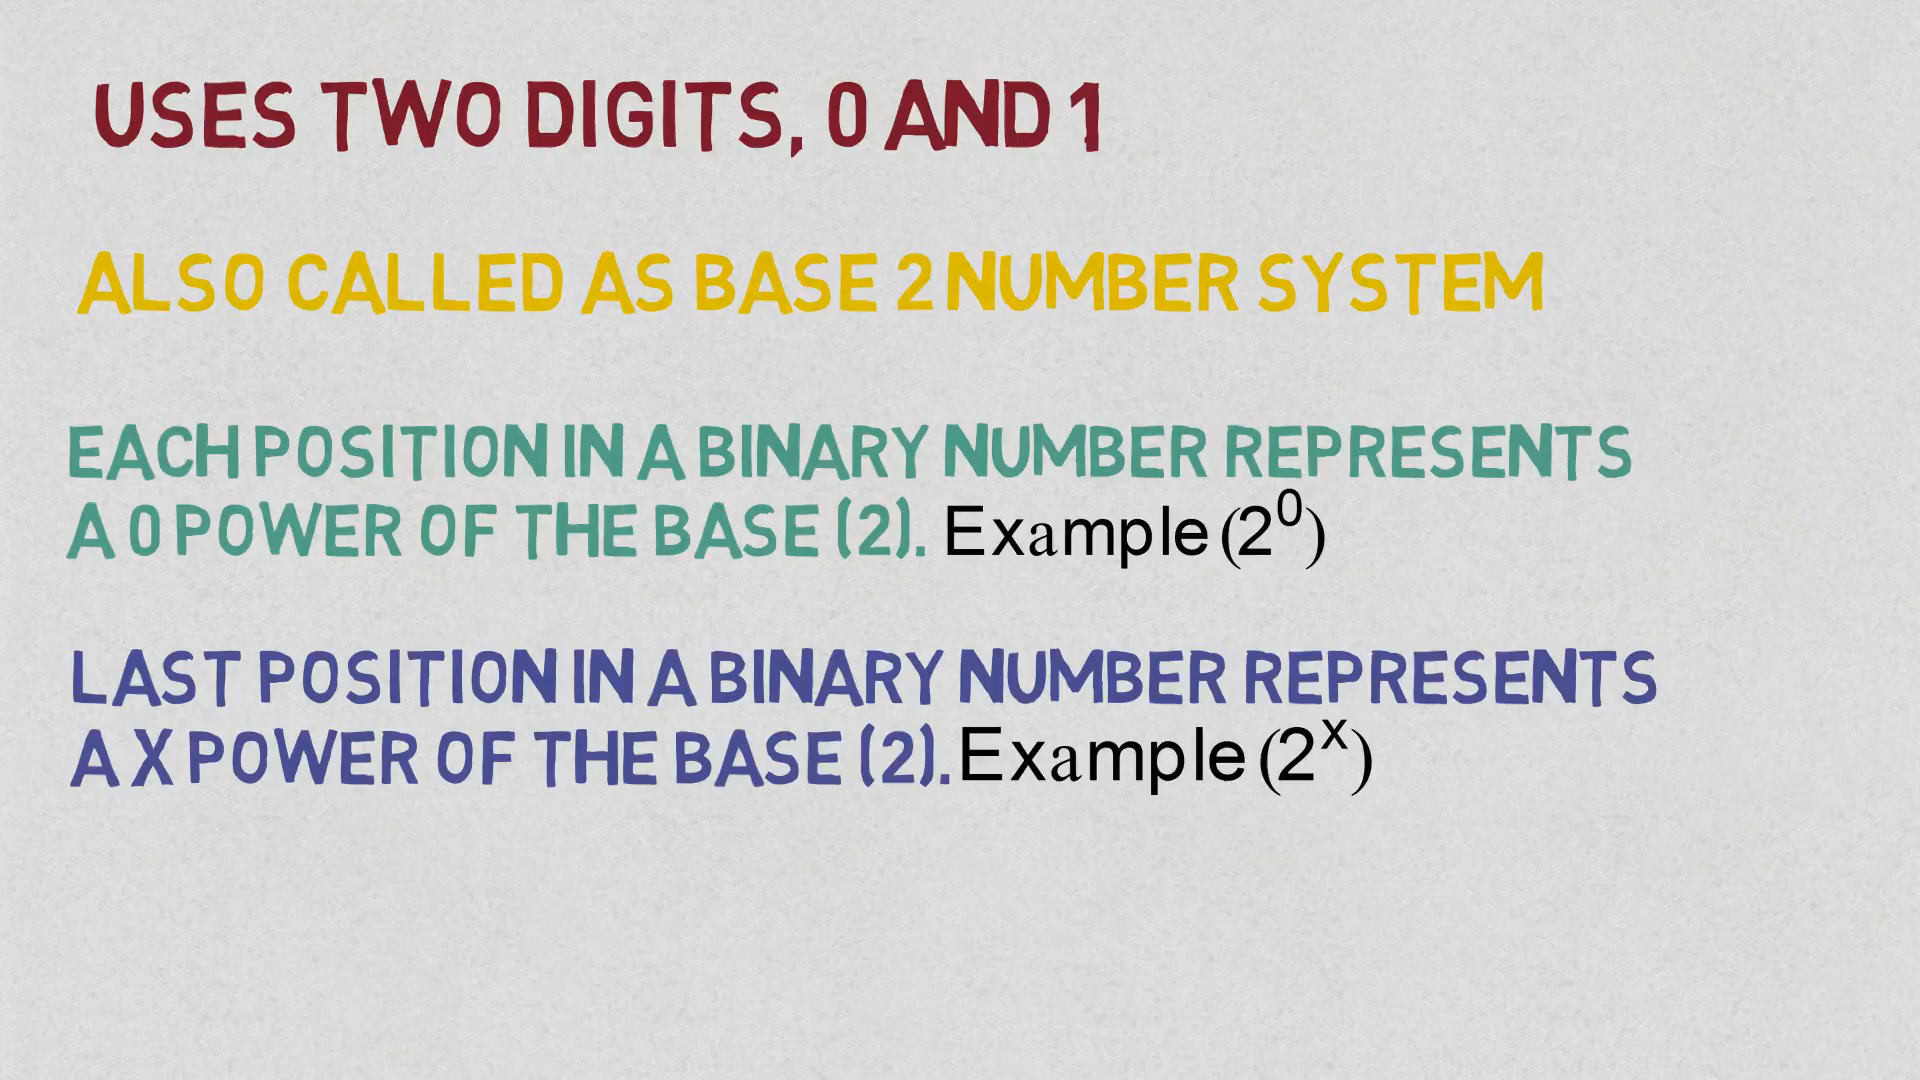 USES TWO DIGITS, 0 AND 1
ALSO CALLED AS BASE 2 NUMBER SYSTEM
EACH POSITION IN A BINARY NUMBER REPRESENTS
A 0 POWER OF THE BASE (2). Example (2⁰)
LAST POSITION IN A BINARY NUMBER REPRESENTS
A X POWER OF THE BASE (2). Example (2ˣ)